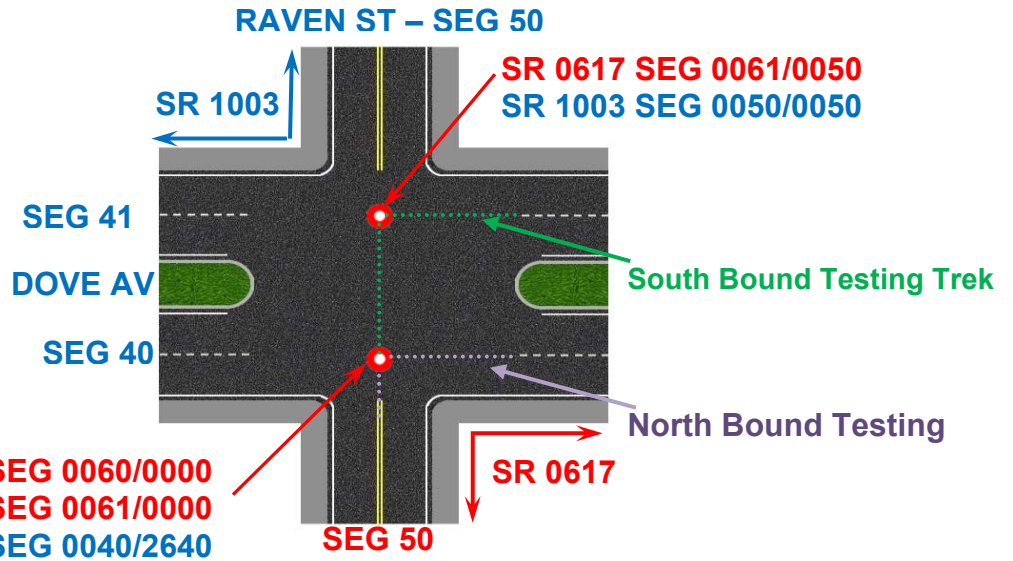 RAVEN ST – SEG 50
SR 0617 SEG 0061/0050
SR 1003 SEG 0050/0050
SR 1003
SEG 41
DOVE AV
South Bound Testing Trek
SEG 40
North Bound Testing
SR 0617
SEG 0060/0000
SEG 0061/0000
SEG 0040/2640
SEG 50